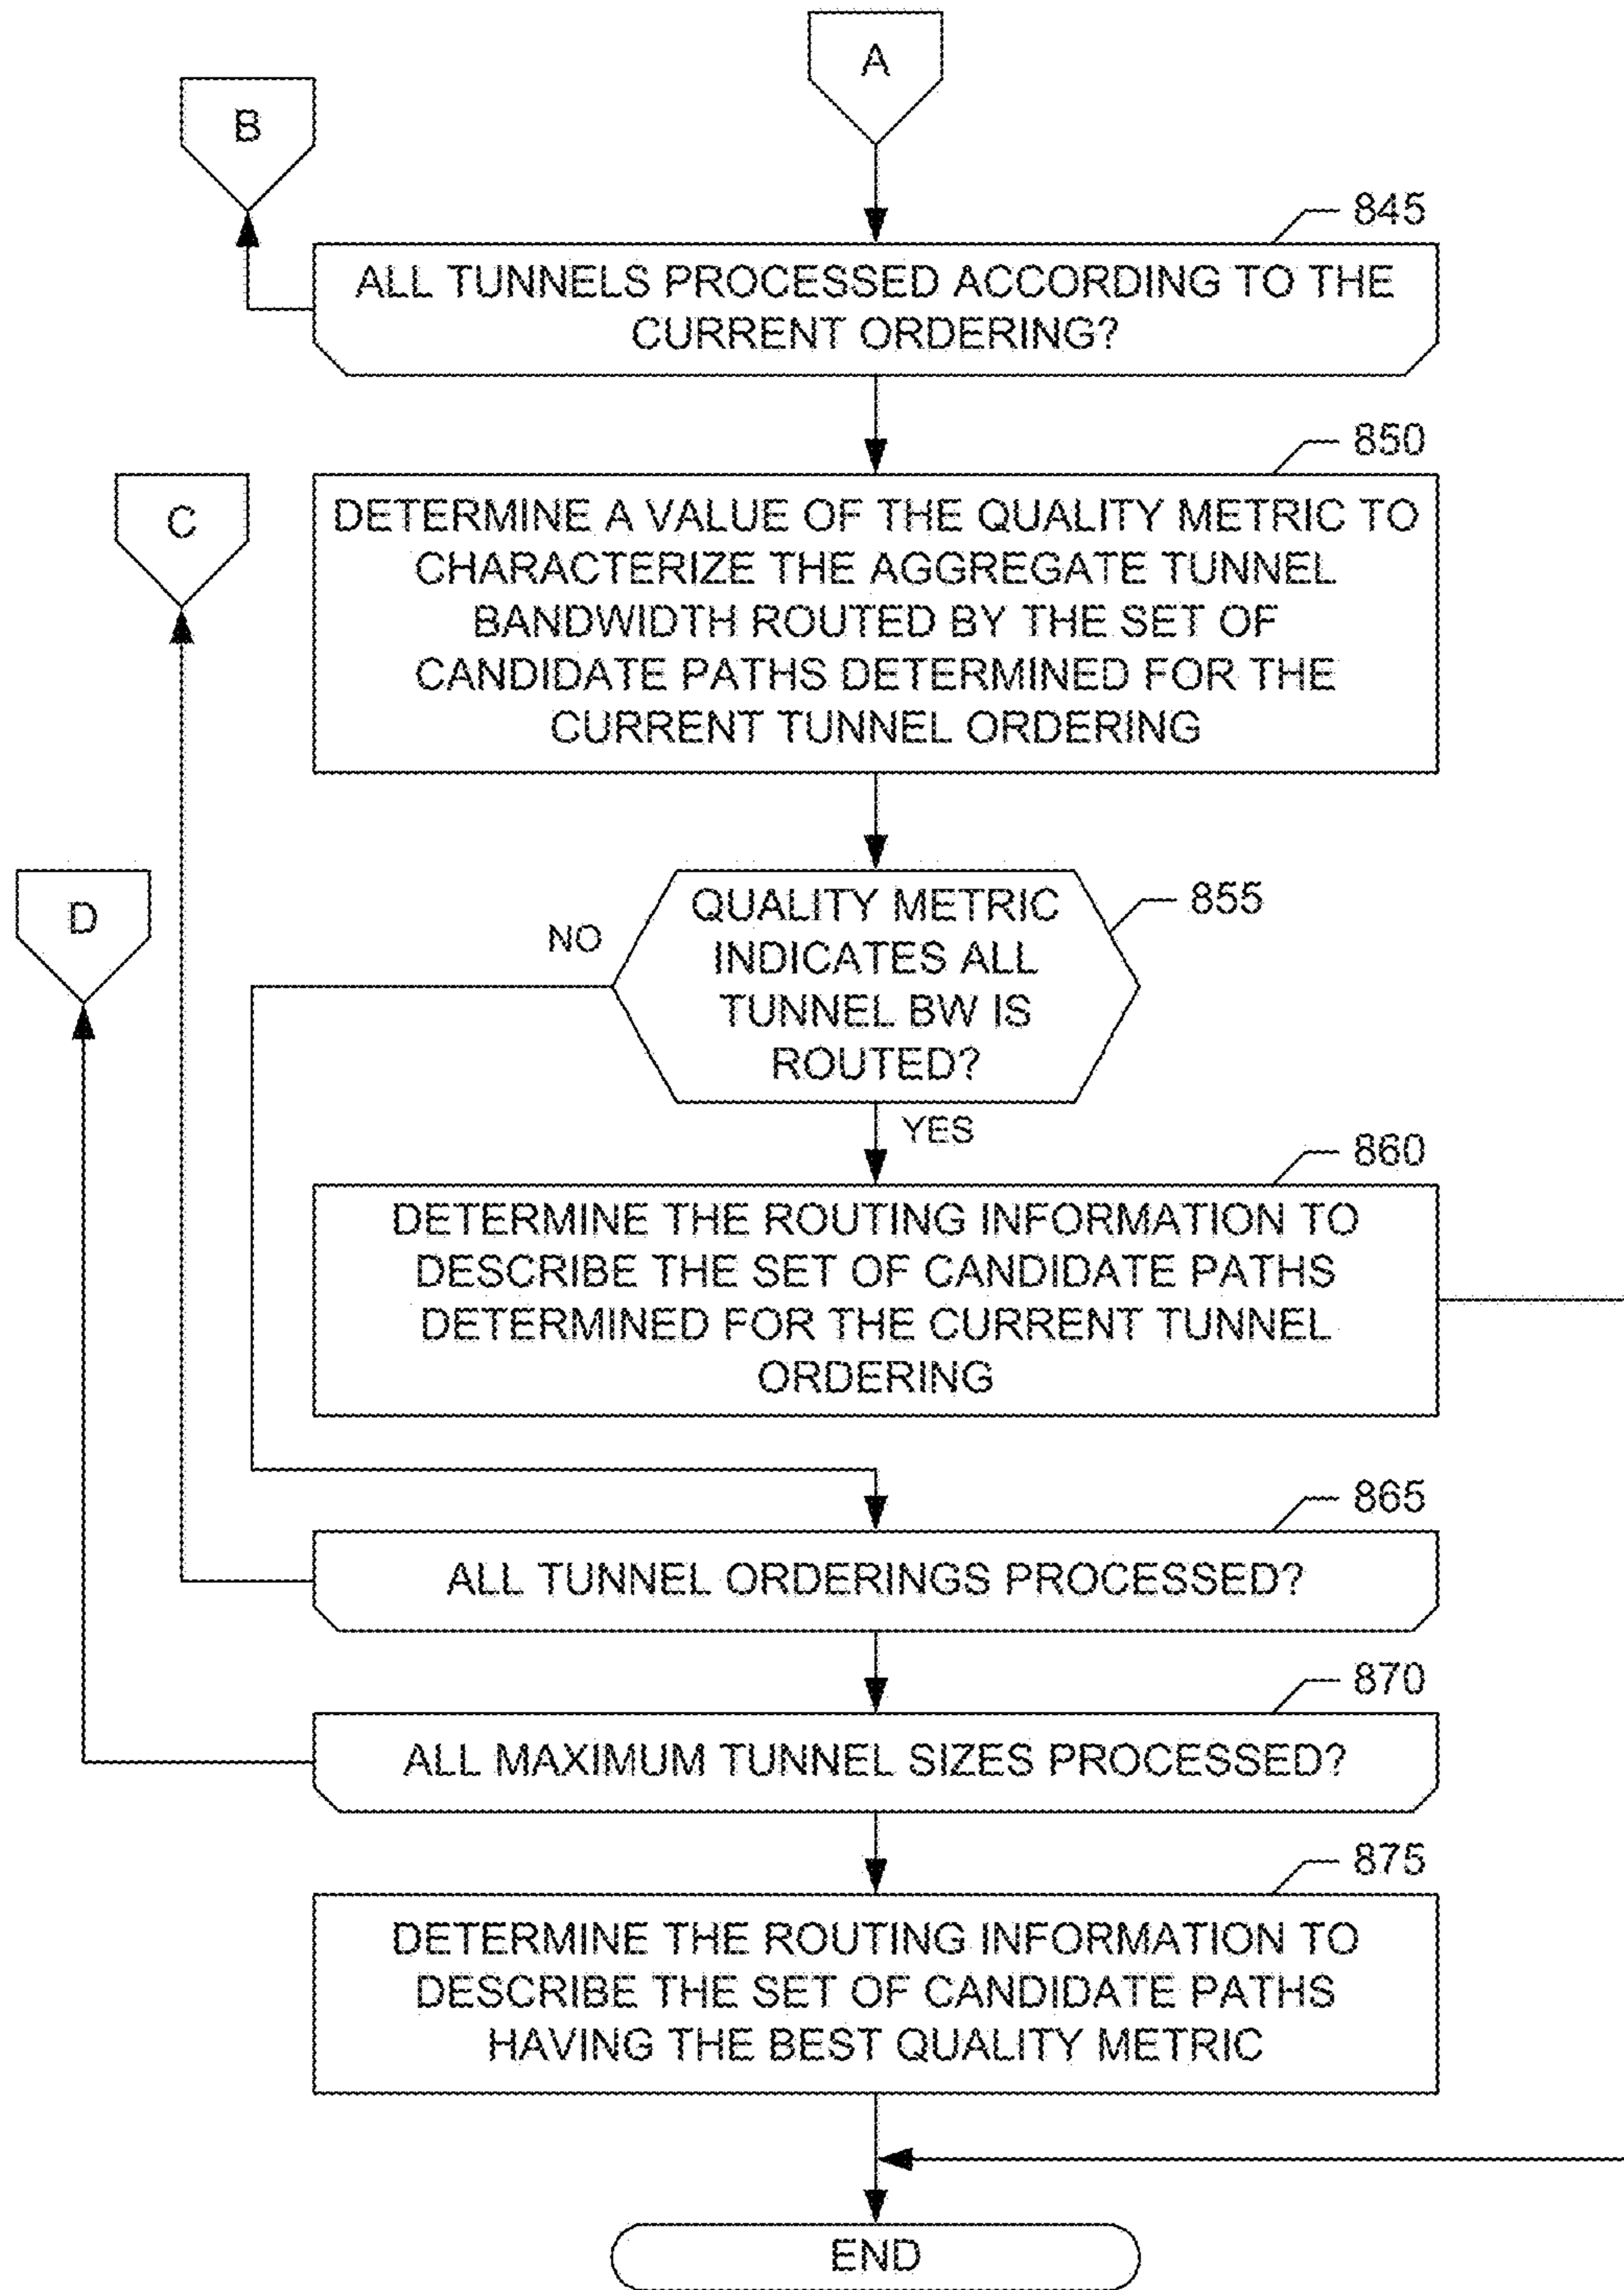 A
B
845
ALL TUNNELS PROCESSED ACCORDING TO THE
CURRENT ORDERING?
850
C
DETERMINE A VALUE OF THE QUALITY METRIC TO
CHARACTERIZE THE AGGREGATE TUNNEL
BANDWIDTH ROUTED BY THE SET OF
CANDIDATE PATHS DETERMINED FOR THE
CURRENT TUNNEL ORDERING
D
855
QUALITY METRIC
INDICATES ALL
TUNNEL BW IS
ROUTED?
NO
YES
860
DETERMINE THE ROUTING INFORMATION TO
DESCRIBE THE SET OF CANDIDATE PATHS
DETERMINED FOR THE CURRENT TUNNEL
ORDERING
865
ALL TUNNEL ORDERINGS PROCESSED?
870
ALL MAXIMUM TUNNEL SIZES PROCESSED?
875
DETERMINE THE ROUTING INFORMATION TO
DESCRIBE THE SET OF CANDIDATE PATHS
HAVING THE BEST QUALITY METRIC
END